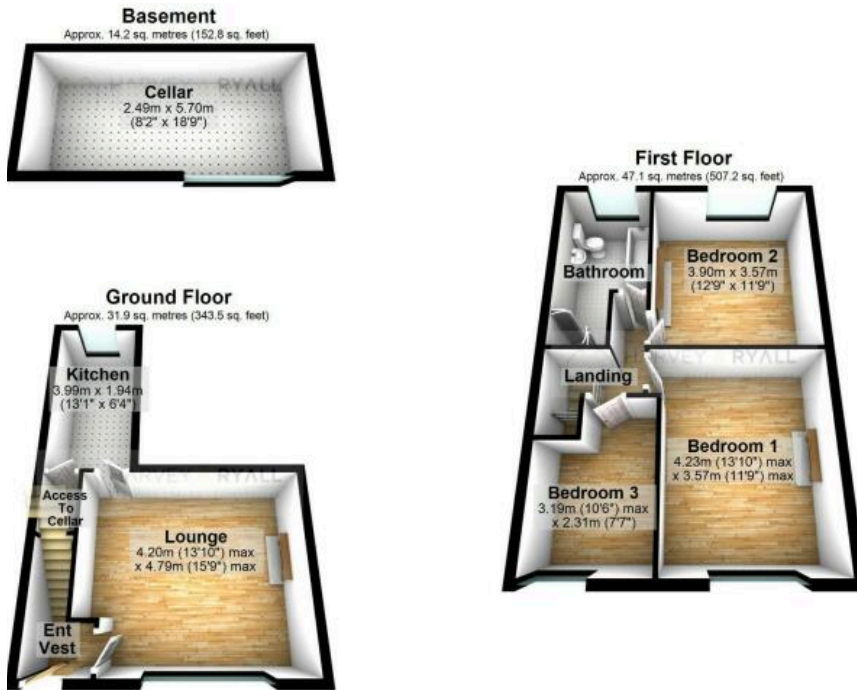 Basement
Approx. 14.2 sq. metres (152.8 sq. feet)
Cellar
2.49m x 5.70m
(8'2" x 18'9")
Ground Floor
Approx. 31.9 sq. metres (343.5 sq. feet)
Kitchen
3.99m x 1.94m
(13'1" x 6'4")
HARVEY RYALL
Access
To
Cellar
Lounge
4.20m (13'10") max
x 4.79m (15'9") max
Ent
Vest
First Floor
Approx. 47.1 sq. metres (507.2 sq. feet)
Bathroom
Bedroom 2
3.90m x 3.57m
(12'9" x 11'9")
HARVEY RYALL
Landing
Bedroom 1
4.23m (13'10") max
x 3.57m (11'9") max
Bedroom 3
3.19m (10'6") max
x 2.31m (7'7")